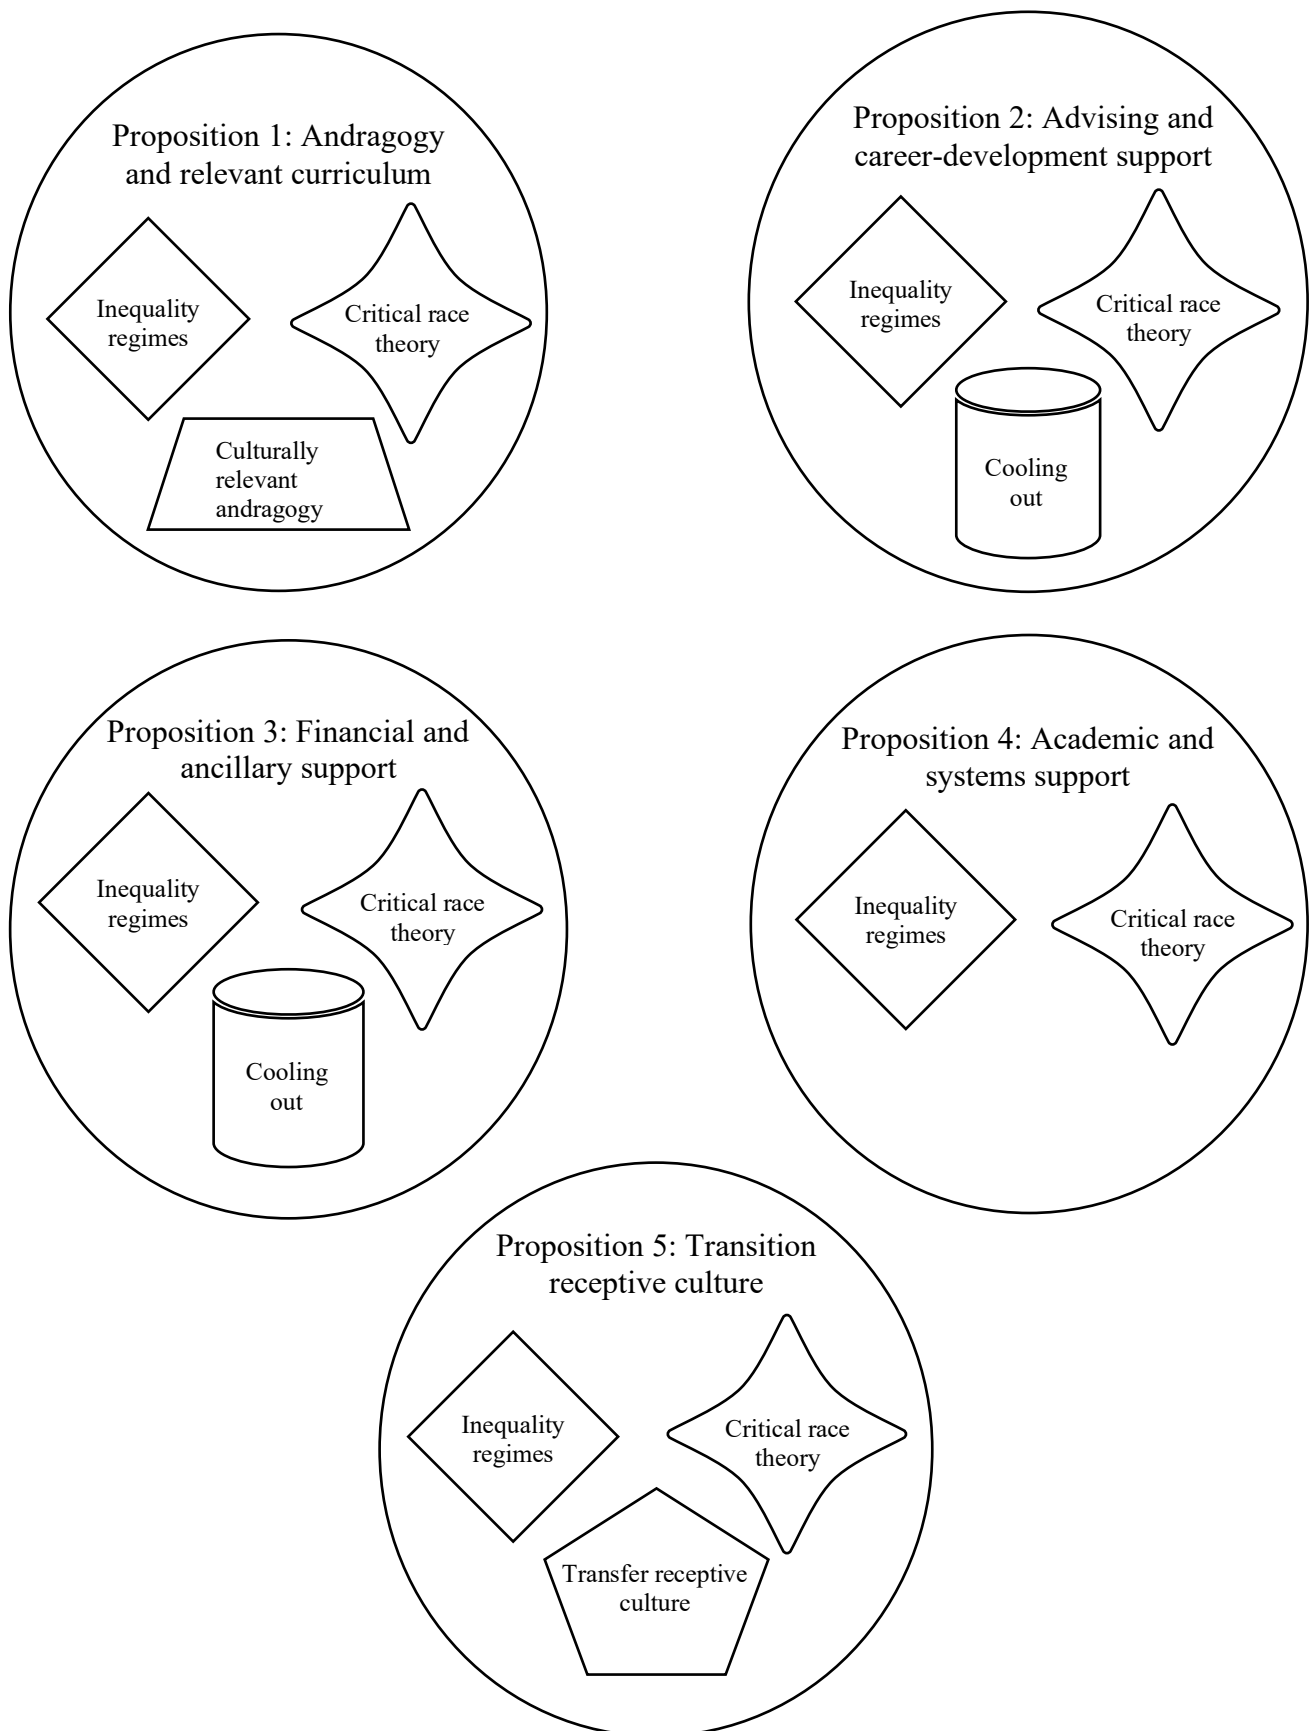 Proposition 1: Andragogy
and relevant curriculum
Inequality
regimes
Critical race
theory
Culturally
relevant
andragogy
Proposition 2: Advising and
career-development support
Inequality
regimes
Critical race
theory
Cooling
out
Proposition 3: Financial and
ancillary support
Inequality
regimes
Critical race
theory
Cooling
out
Proposition 4: Academic and
systems support
Inequality
regimes
Critical race
theory
Proposition 5: Transition
receptive culture
Inequality
regimes
Critical race
theory
Transfer receptive
culture